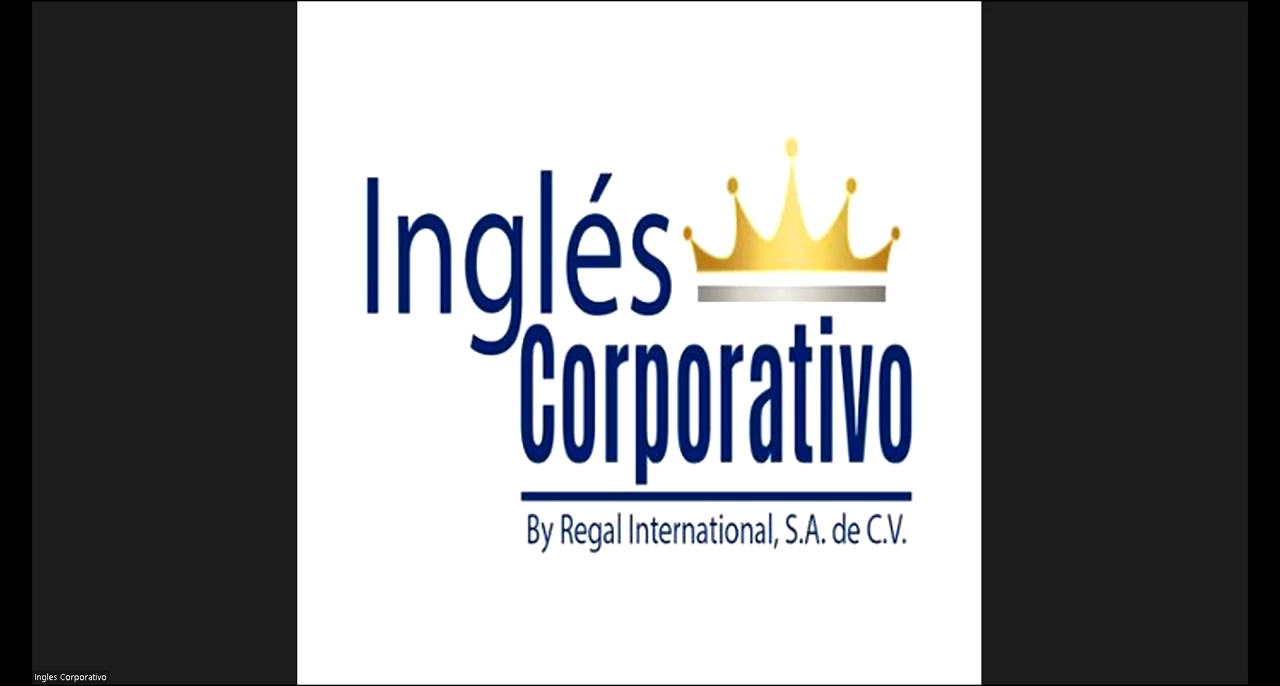 Inglés
Corporativo
By Regal International, S.A. de C.V.
Ingles Corporativo